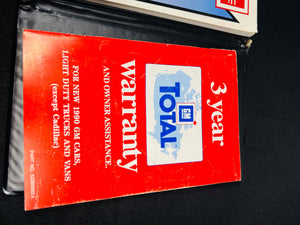 3 year
GM
TOTAL
warranty
AND OWNER ASSISTANCE.
FOR NEW 1990 GM CARS,
LIGHT DUTY TRUCKS AND VANS
(except Cadillac)